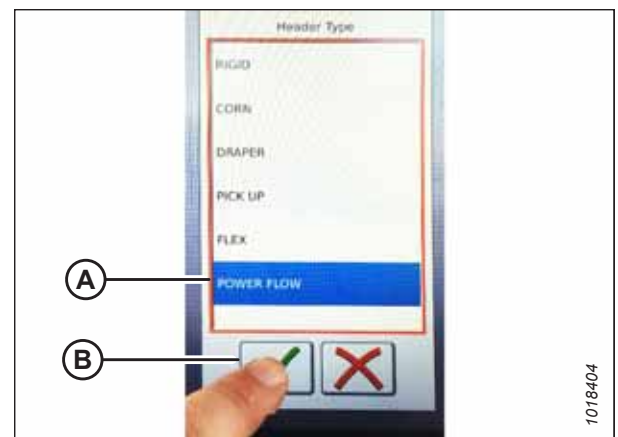 Header Type
RIGID
CORN
DRAPER
PICK UP
FLEX
A
POWER FLOW
B
1018404